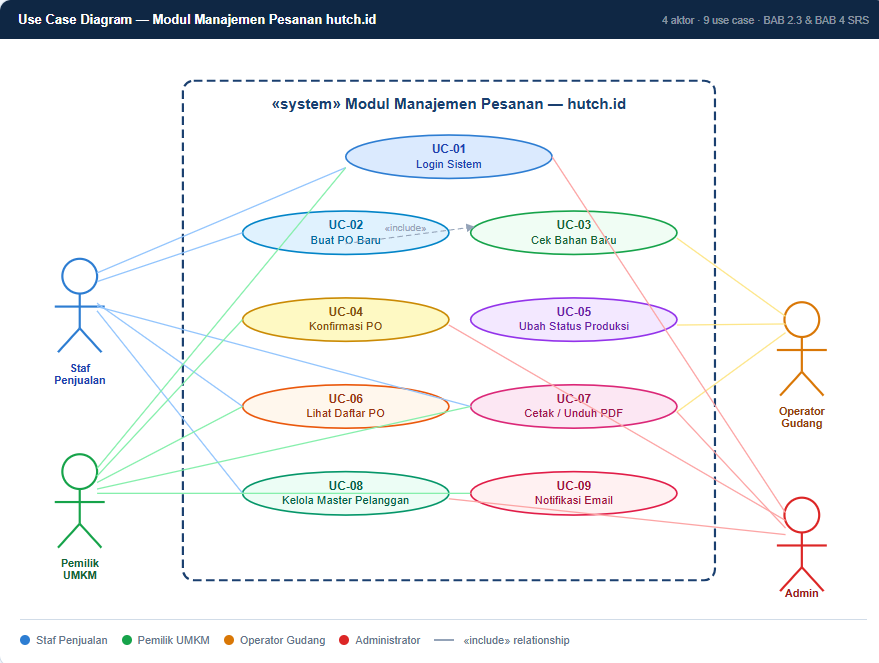 Use Case Diagram — Modul Manajemen Pesanan hutch.id
4 aktor · 9 use case · BAB 2.3 & BAB 4 SRS
«system» Modul Manajemen Pesanan — hutch.id
UC-01
Login Sistem
UC-02
Buat PO Baru
«include»
UC-03
Cek Bahan Baku
UC-04
Konfirmasi PO
UC-05
Ubah Status Produksi
UC-06
Lihat Daftar PO
UC-07
Cetak / Unduh PDF
UC-08
Kelola Master Pelanggan
UC-09
Notifikasi Email
Staf
Penjualan
Pemilik
UMKM
Operator
Gudang
Admin
Staf Penjualan
Pemilik UMKM
Operator Gudang
Administrator
«include» relationship